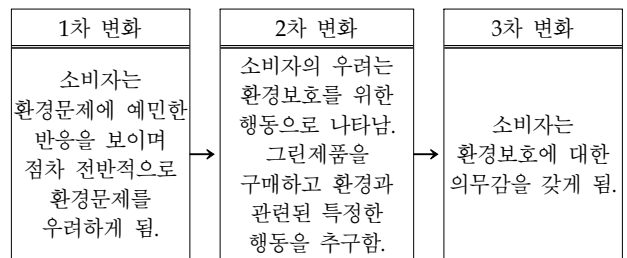 1차 변화
소비자는
환경문제에 예민한
반응을 보이며
점차 전반적으로
환경문제를
우려하게 됨.
2차 변화
소비자의 우려는
환경보호를 위한
행동으로 나타남.
그린제품을
구매하고 환경과
관련된 특정한
행동을 추구함.
3차 변화
소비자는
환경보호에 대한
의무감을 갖게 됨.